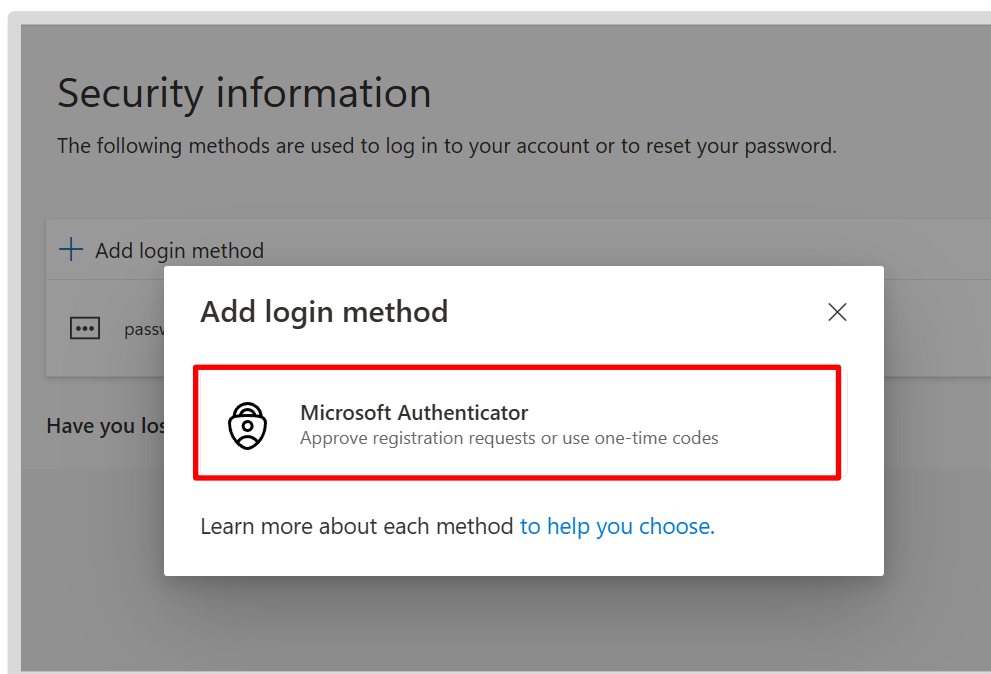 Security information
The following methods are used to log in to your account or to reset your password.
Add login method
Add login method
Microsoft Authenticator
Approve registration requests or use one-time codes
Have you
Learn more about each method to help you choose.